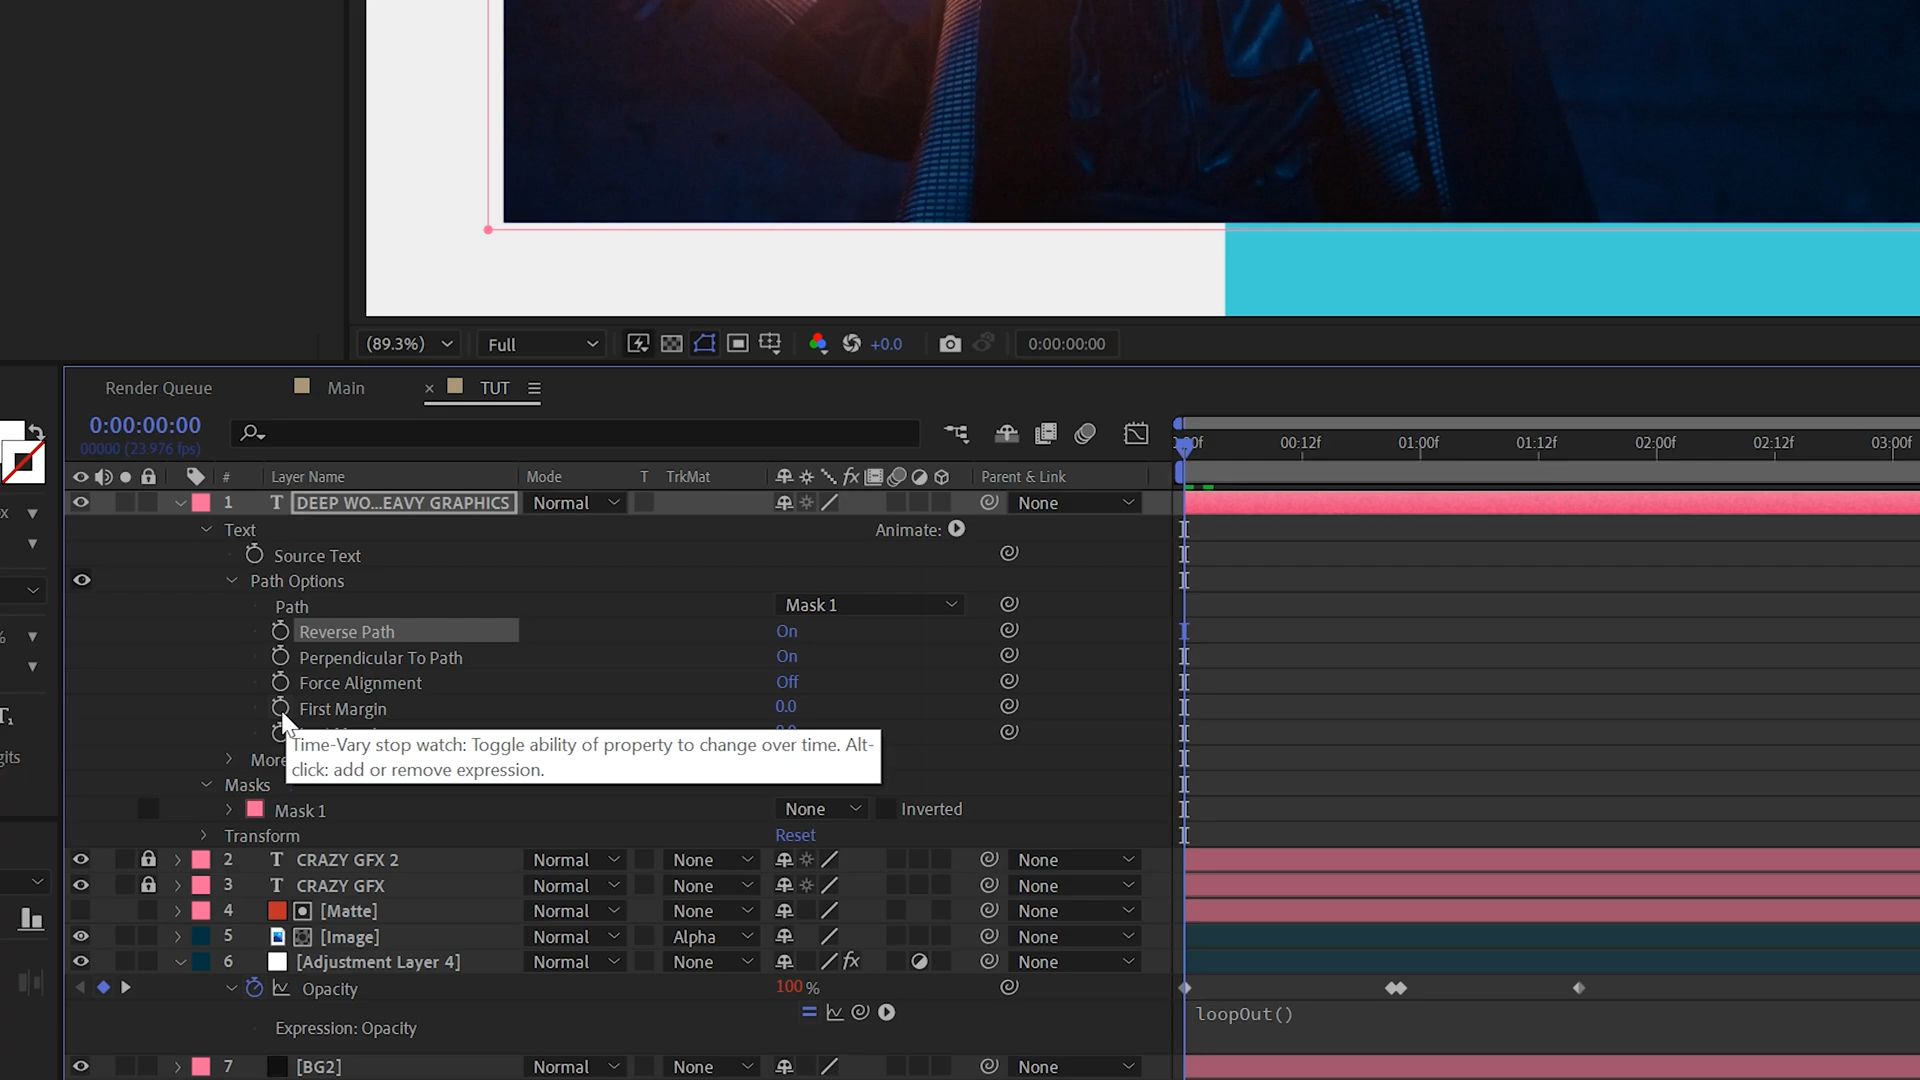 (89.3%) Full +0.0 0:00:00:00
Render Queue Main × TUT
0:00:00:00
00000 (23.976 fps)
00:12f 01:00f 01:12f 02:00f 02:12f 03:00f
# Layer Name Mode T TrkMat fx Parent & Link
1 T DEEP WO...EAVY GRAPHICS Normal None
Text Animate:
Source Text
Path Options
Path Mask 1
Reverse Path On
Perpendicular To Path On
Force Alignment Off
First Margin 0.0
Time-Vary stop watch: Toggle ability of property to change over time. Alt-
click: add or remove expression.
More
Masks
Mask 1 None Inverted
Transform Reset
2 T CRAZY GFX 2 Normal None None
3 T CRAZY GFX Normal None None
4 [Matte] Normal None None
5 [Image] Normal Alpha None
6 [Adjustment Layer 4] Normal None fx None
Opacity 100 %
Expression: Opacity loopOut()
7 [BG2] Normal None None